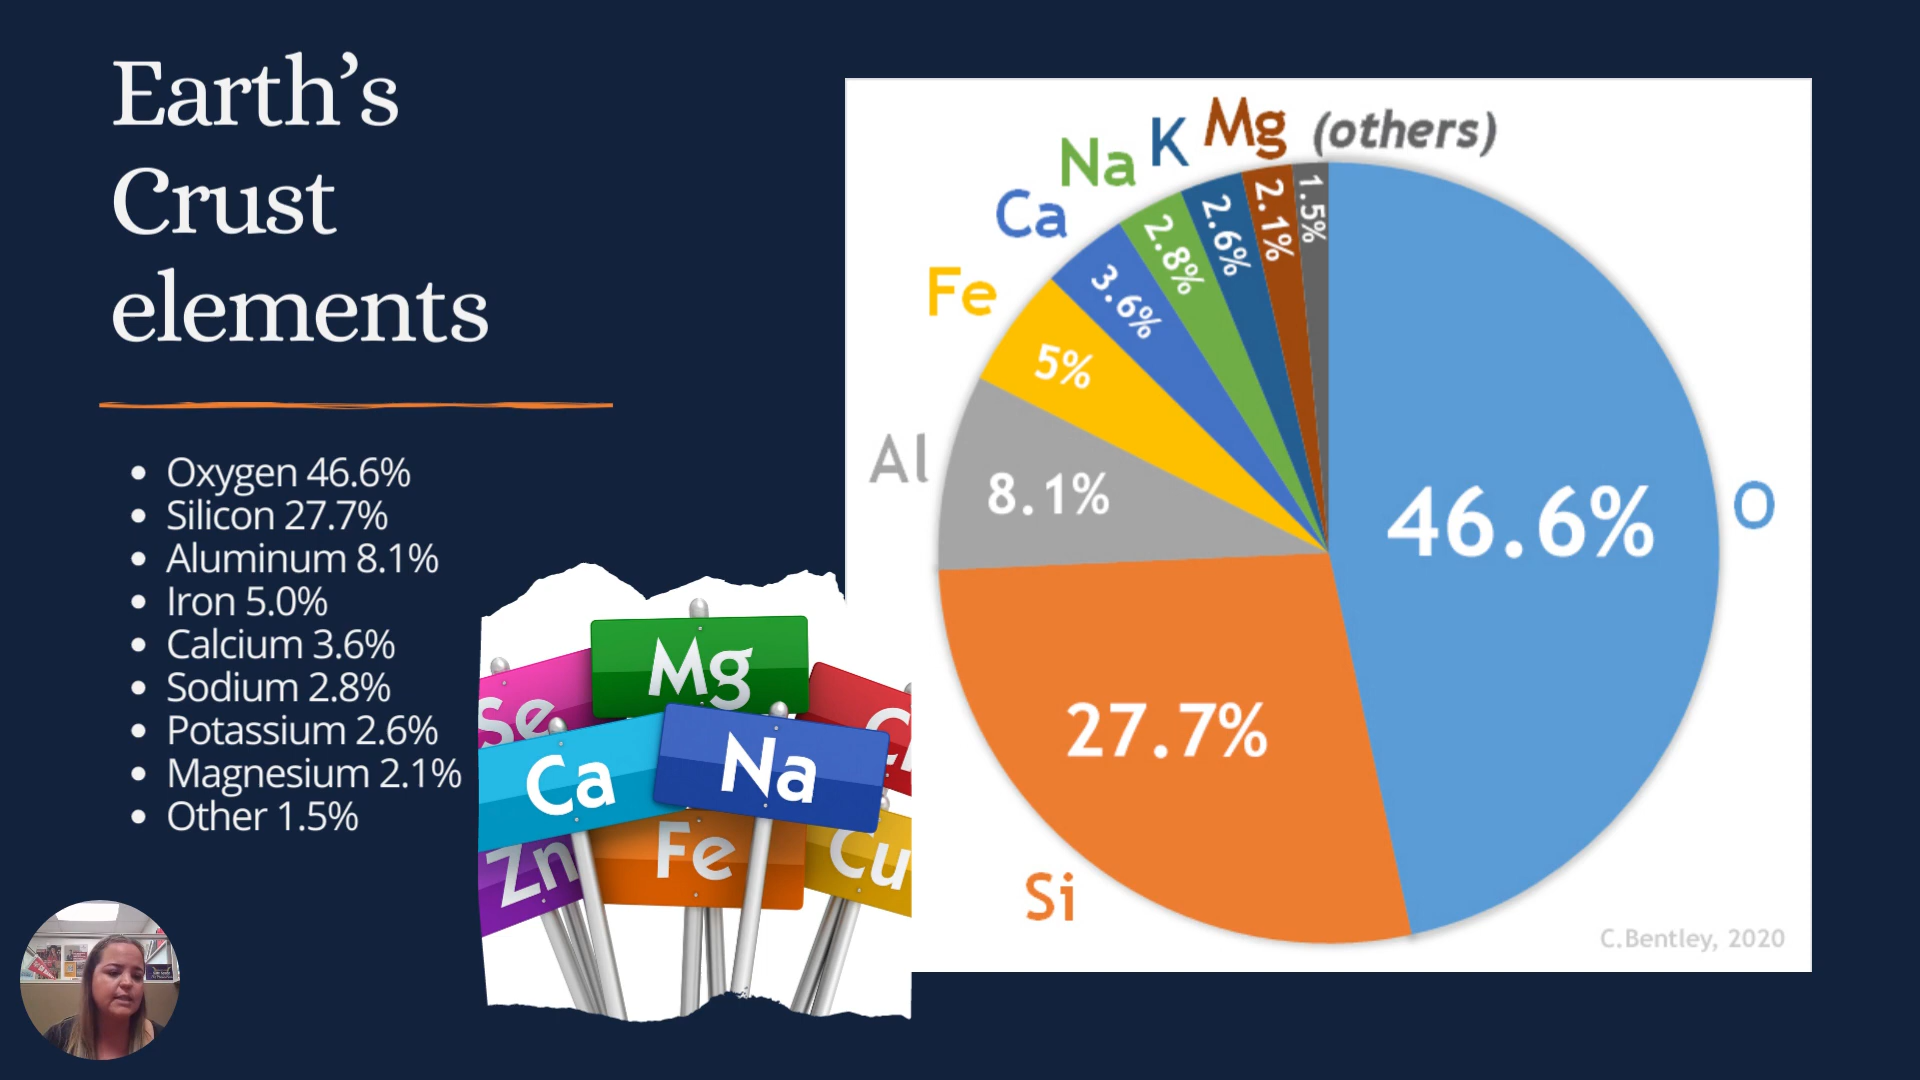 Earth’s
Crust
elements
• Oxygen 46.6%
• Silicon 27.7%
• Aluminum 8.1%
• Iron 5.0%
• Calcium 3.6%
• Sodium 2.8%
• Potassium 2.6%
• Magnesium 2.1%
• Other 1.5%
Mg
Se
Ca
Na
Zn
Fe
Cu
Na K Mg (others)
Ca
Fe
Al
O
Si
1.5%
2.1%
2.6%
2.8%
3.6%
5%
8.1%
46.6%
27.7%
C.Bentley, 2020